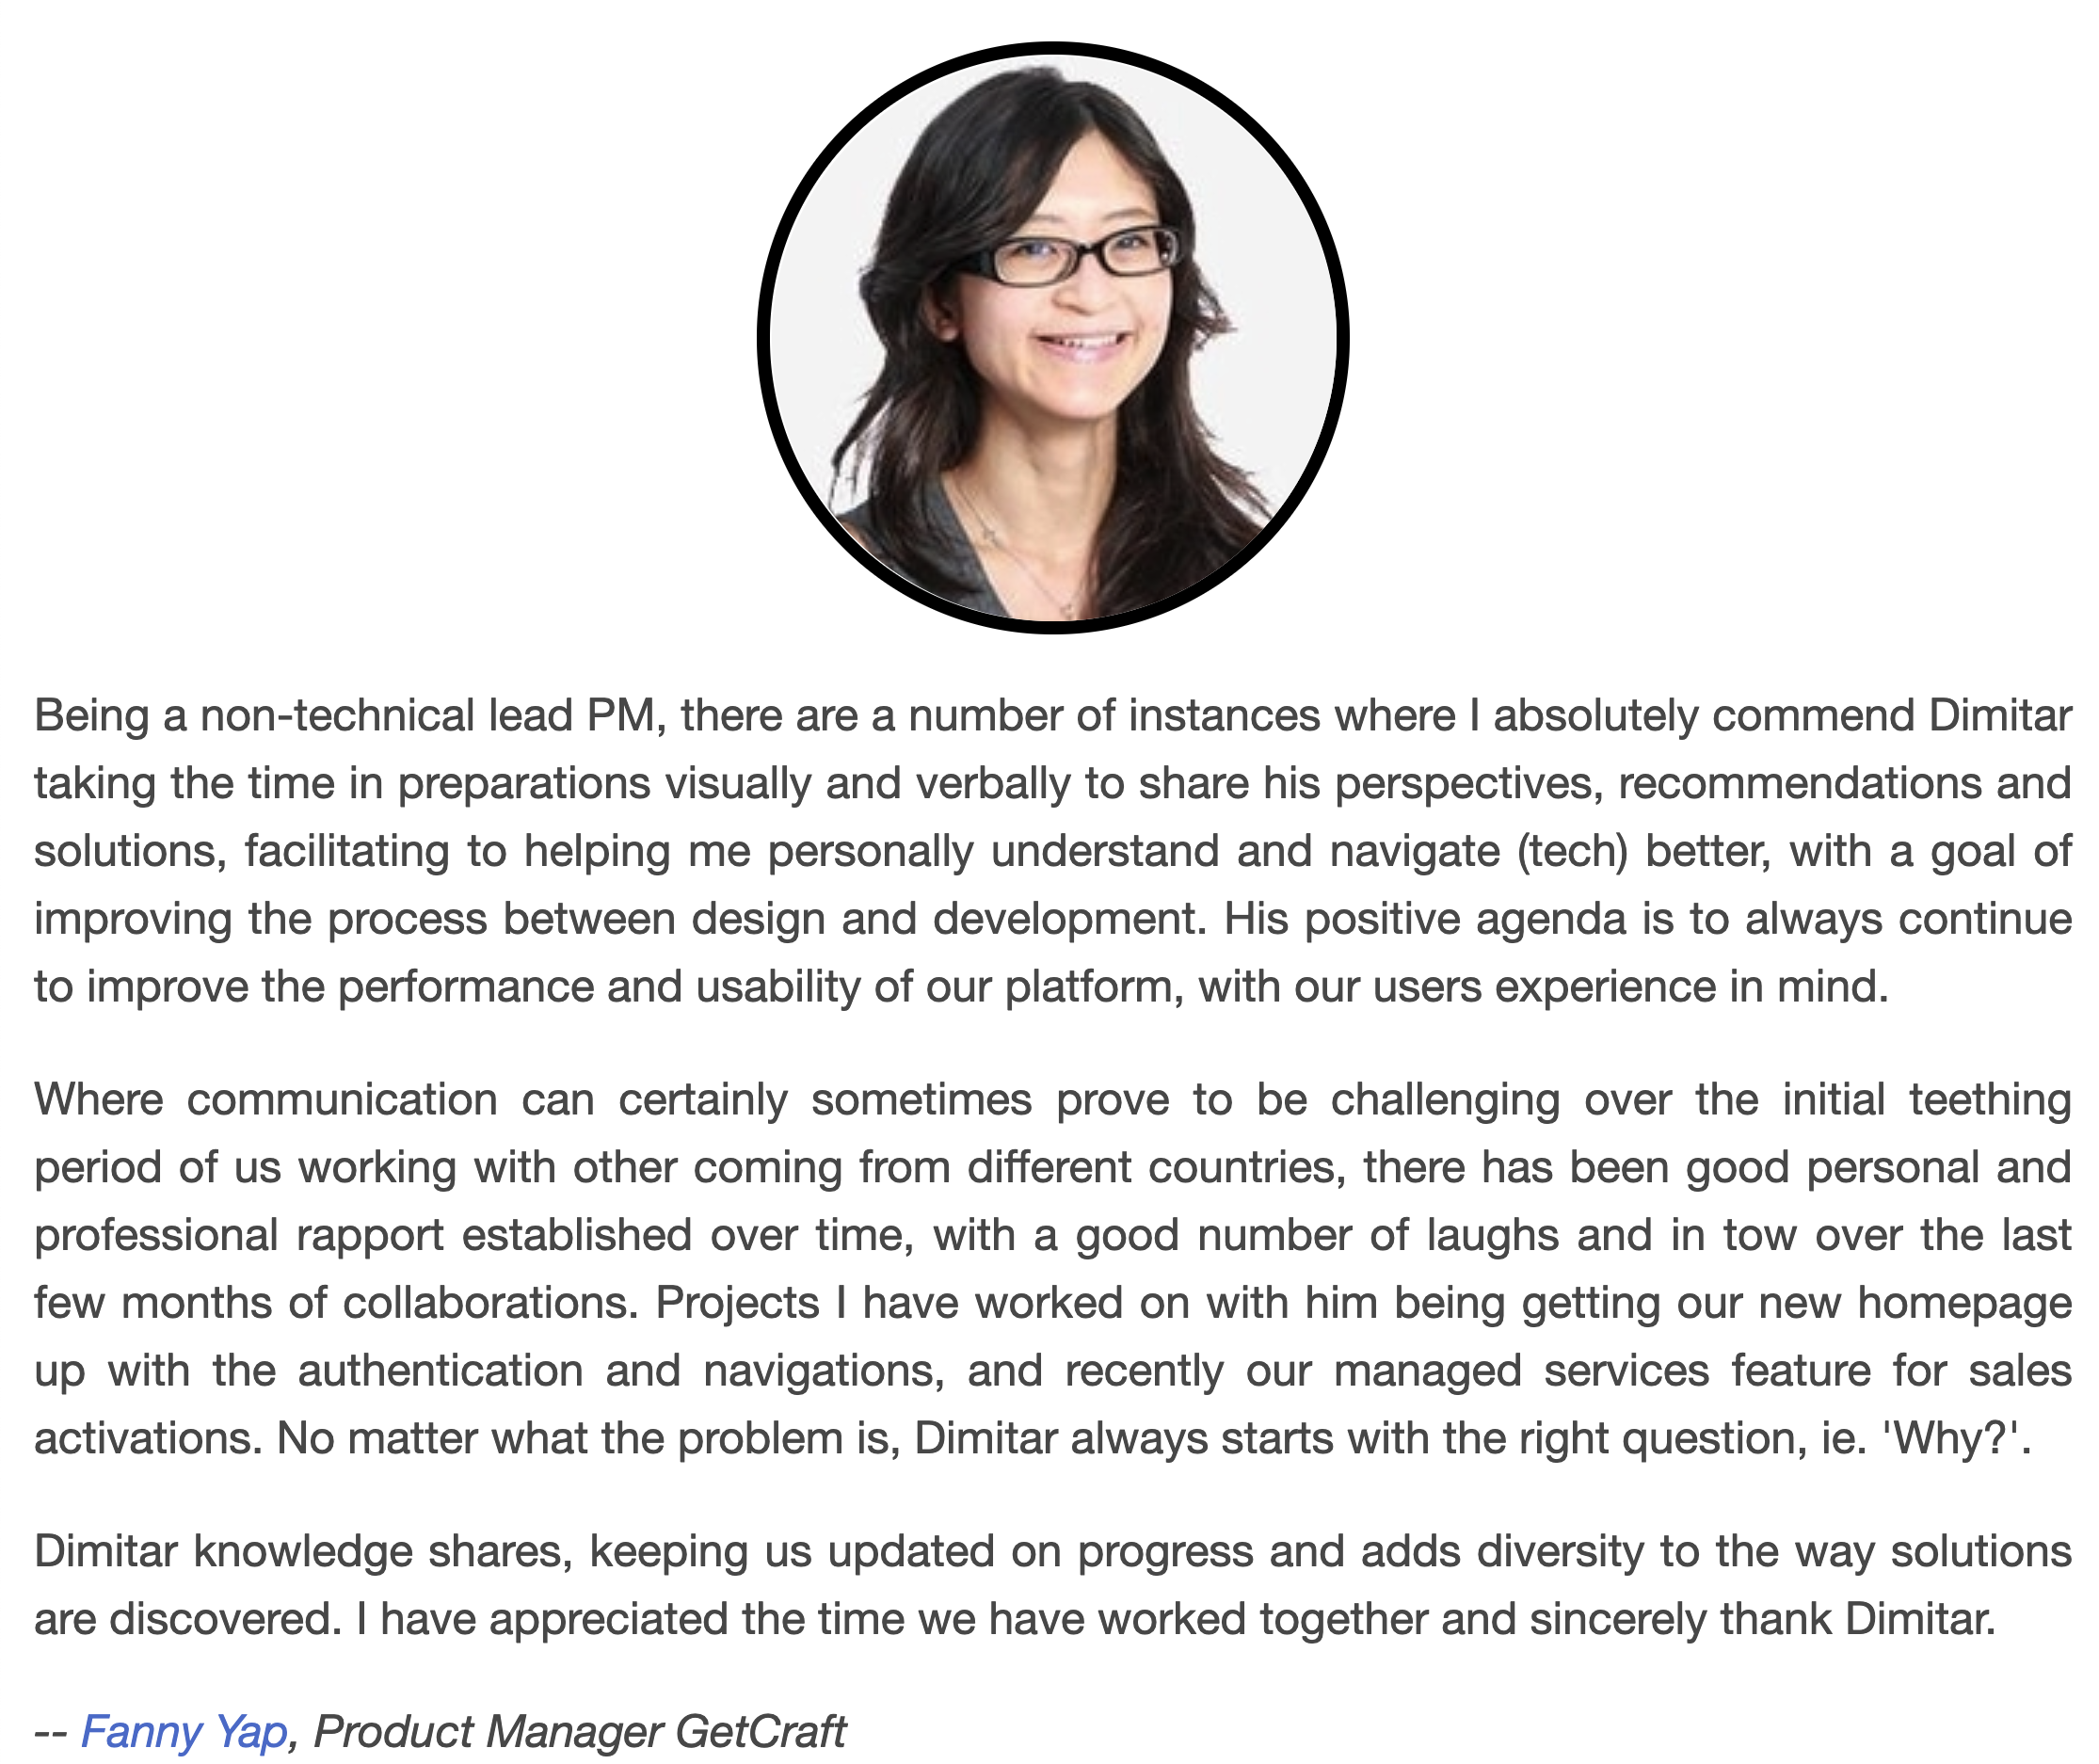 Being a non-technical lead PM, there are a number of instances where I absolutely commend Dimitar
taking the time in preparations visually and verbally to share his perspectives, recommendations and
solutions, facilitating to helping me personally understand and navigate (tech) better, with a goal of
improving the process between design and development. His positive agenda is to always continue
to improve the performance and usability of our platform, with our users experience in mind.
Where communication can certainly sometimes prove to be challenging over the initial teething
period of us working with other coming from different countries, there has been good personal and
professional rapport established over time, with a good number of laughs and in tow over the last
few months of collaborations. Projects I have worked on with him being getting our new homepage
up with the authentication and navigations, and recently our managed services feature for sales
activations. No matter what the problem is, Dimitar always starts with the right question, ie. 'Why?'.
Dimitar knowledge shares, keeping us updated on progress and adds diversity to the way solutions
are discovered. I have appreciated the time we have worked together and sincerely thank Dimitar.
-- Fanny Yap, Product Manager GetCraft